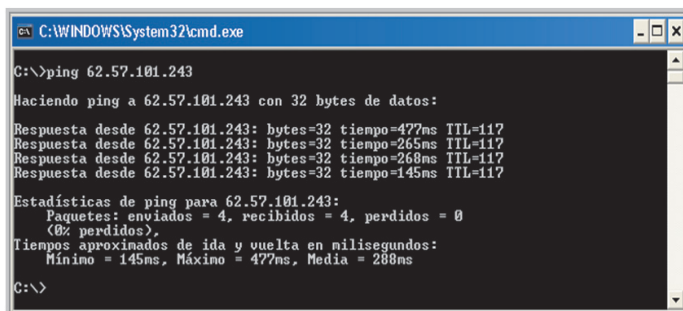 C:\WINDOWS\System32\cmd.exe
C:\>ping 62.57.101.243
Haciendo ping a 62.57.101.243 con 32 bytes de datos:
Respuesta desde 62.57.101.243: bytes=32 tiempo=477ms TTL=117
Respuesta desde 62.57.101.243: bytes=32 tiempo=265ms TTL=117
Respuesta desde 62.57.101.243: bytes=32 tiempo=268ms TTL=117
Respuesta desde 62.57.101.243: bytes=32 tiempo=145ms TTL=117
Estadísticas de ping para 62.57.101.243:
Paquetes: enviados = 4, recibidos = 4, perdidos = 0
(0% perdidos),
Tiempos aproximados de ida y vuelta en milisegundos:
Mínimo = 145ms, Máximo = 477ms, Media = 288ms
C:\>